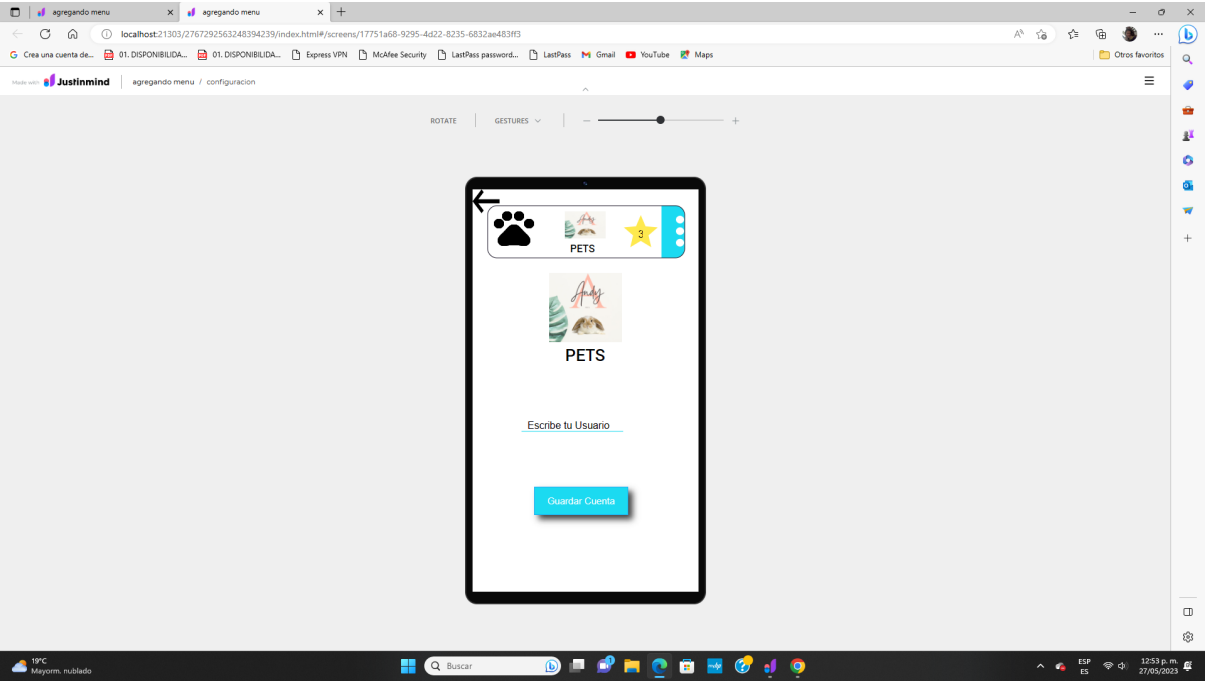 agregando menu
agregando menu
localhost:21303/2767292563248394239/index.html#/screens/17751a68-9295-4d22-8235-6832ae483ff3
Crea una cuenta de... 01. DISPONIBILIDA... 01. DISPONIBILIDA... Express VPN McAfee Security LastPass password... LastPass Gmail YouTube Maps Otros favoritos
Made with Justinmind agregando menu / configuracion
ROTATE GESTURES
3
PETS
Andy
PETS
Escribe tu Usuario
Guardar Cuenta
19°C
Mayorm. nublado
Buscar
ESP
ES
12:53 p. m.
27/05/2023